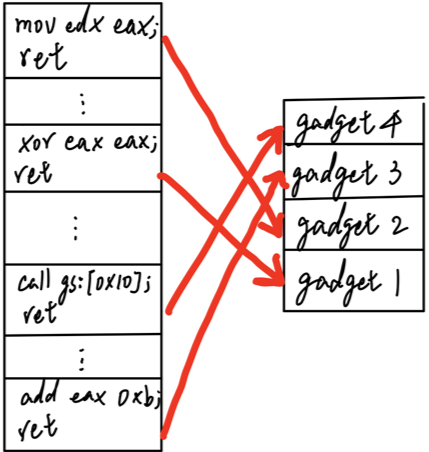 mov edx eax;
ret
⋮
xor eax eax;
ret
⋮
call gs:[0x10];
ret
⋮
add eax 0xb;
ret
gadget 4
gadget 3
gadget 2
gadget 1